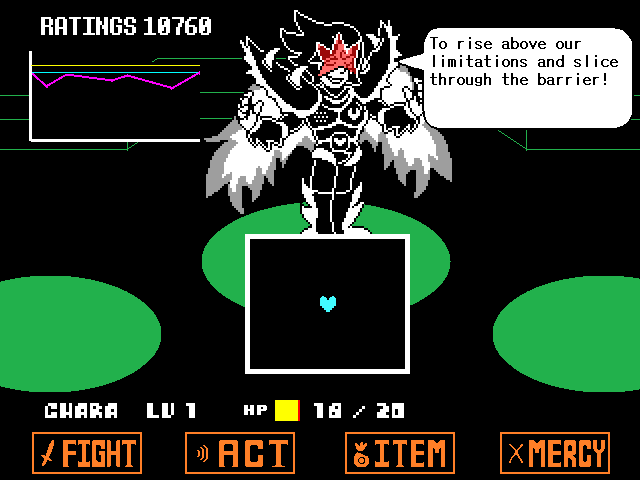 RATINGS 10760
To rise above our
limitations and slice
through the barrier!
CHARA LV 1 HP 18 / 20
FIGHT ACT ITEM MERCY